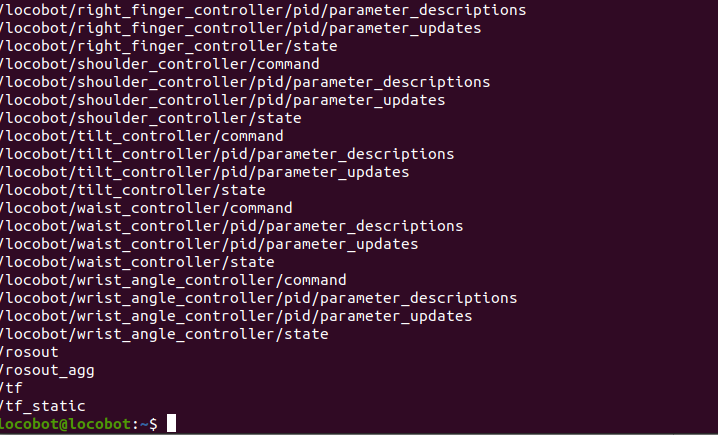 /locobot/right_finger_controller/pid/parameter_descriptions
/locobot/right_finger_controller/pid/parameter_updates
/locobot/right_finger_controller/state
/locobot/shoulder_controller/command
/locobot/shoulder_controller/pid/parameter_descriptions
/locobot/shoulder_controller/pid/parameter_updates
/locobot/shoulder_controller/state
/locobot/tilt_controller/command
/locobot/tilt_controller/pid/parameter_descriptions
/locobot/tilt_controller/pid/parameter_updates
/locobot/tilt_controller/state
/locobot/waist_controller/command
/locobot/waist_controller/pid/parameter_descriptions
/locobot/waist_controller/pid/parameter_updates
/locobot/waist_controller/state
/locobot/wrist_angle_controller/command
/locobot/wrist_angle_controller/pid/parameter_descriptions
/locobot/wrist_angle_controller/pid/parameter_updates
/locobot/wrist_angle_controller/state
/rosout
/rosout_agg
/tf
/tf_static
locobot@locobot:~$